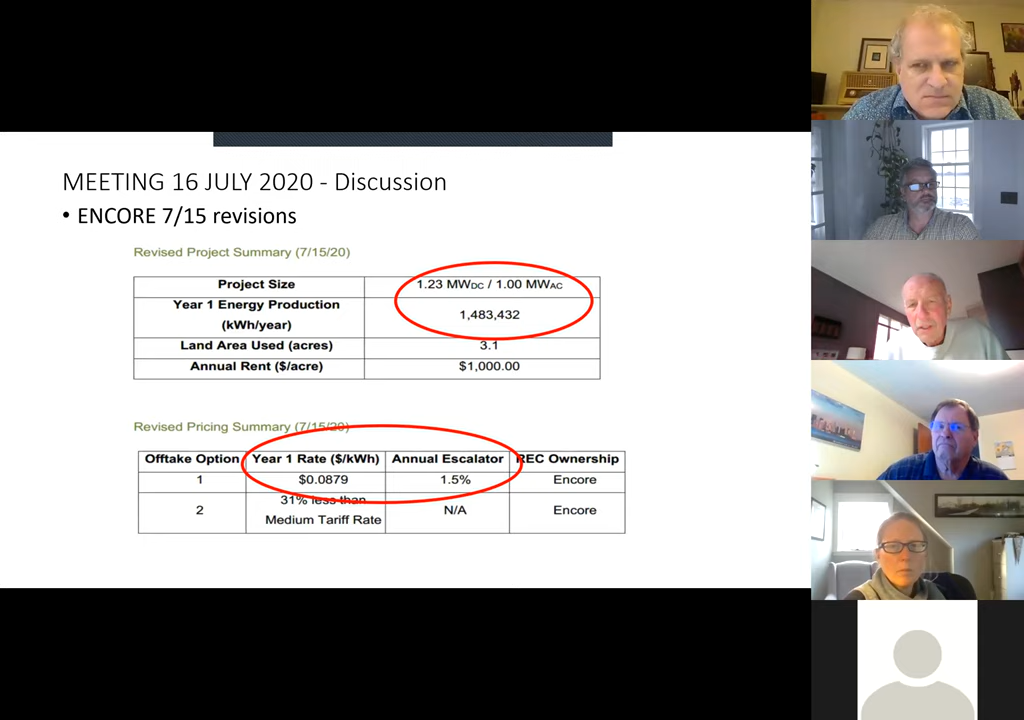 MEETING 16 JULY 2020 - Discussion
• ENCORE 7/15 revisions
Revised Project Summary (7/15/20)
Project Size 1.23 MWDC / 1.00 MWAC
Year 1 Energy Production
(kWh/year) 1,483,432
Land Area Used (acres) 3.1
Annual Rent ($/acre) $1,000.00
Revised Pricing Summary (7/15/20)
Offtake Option Year 1 Rate ($/kWh) Annual Escalator REC Ownership
1 $0.0879 1.5% Encore
2 31% less than
Medium Tariff Rate N/A Encore